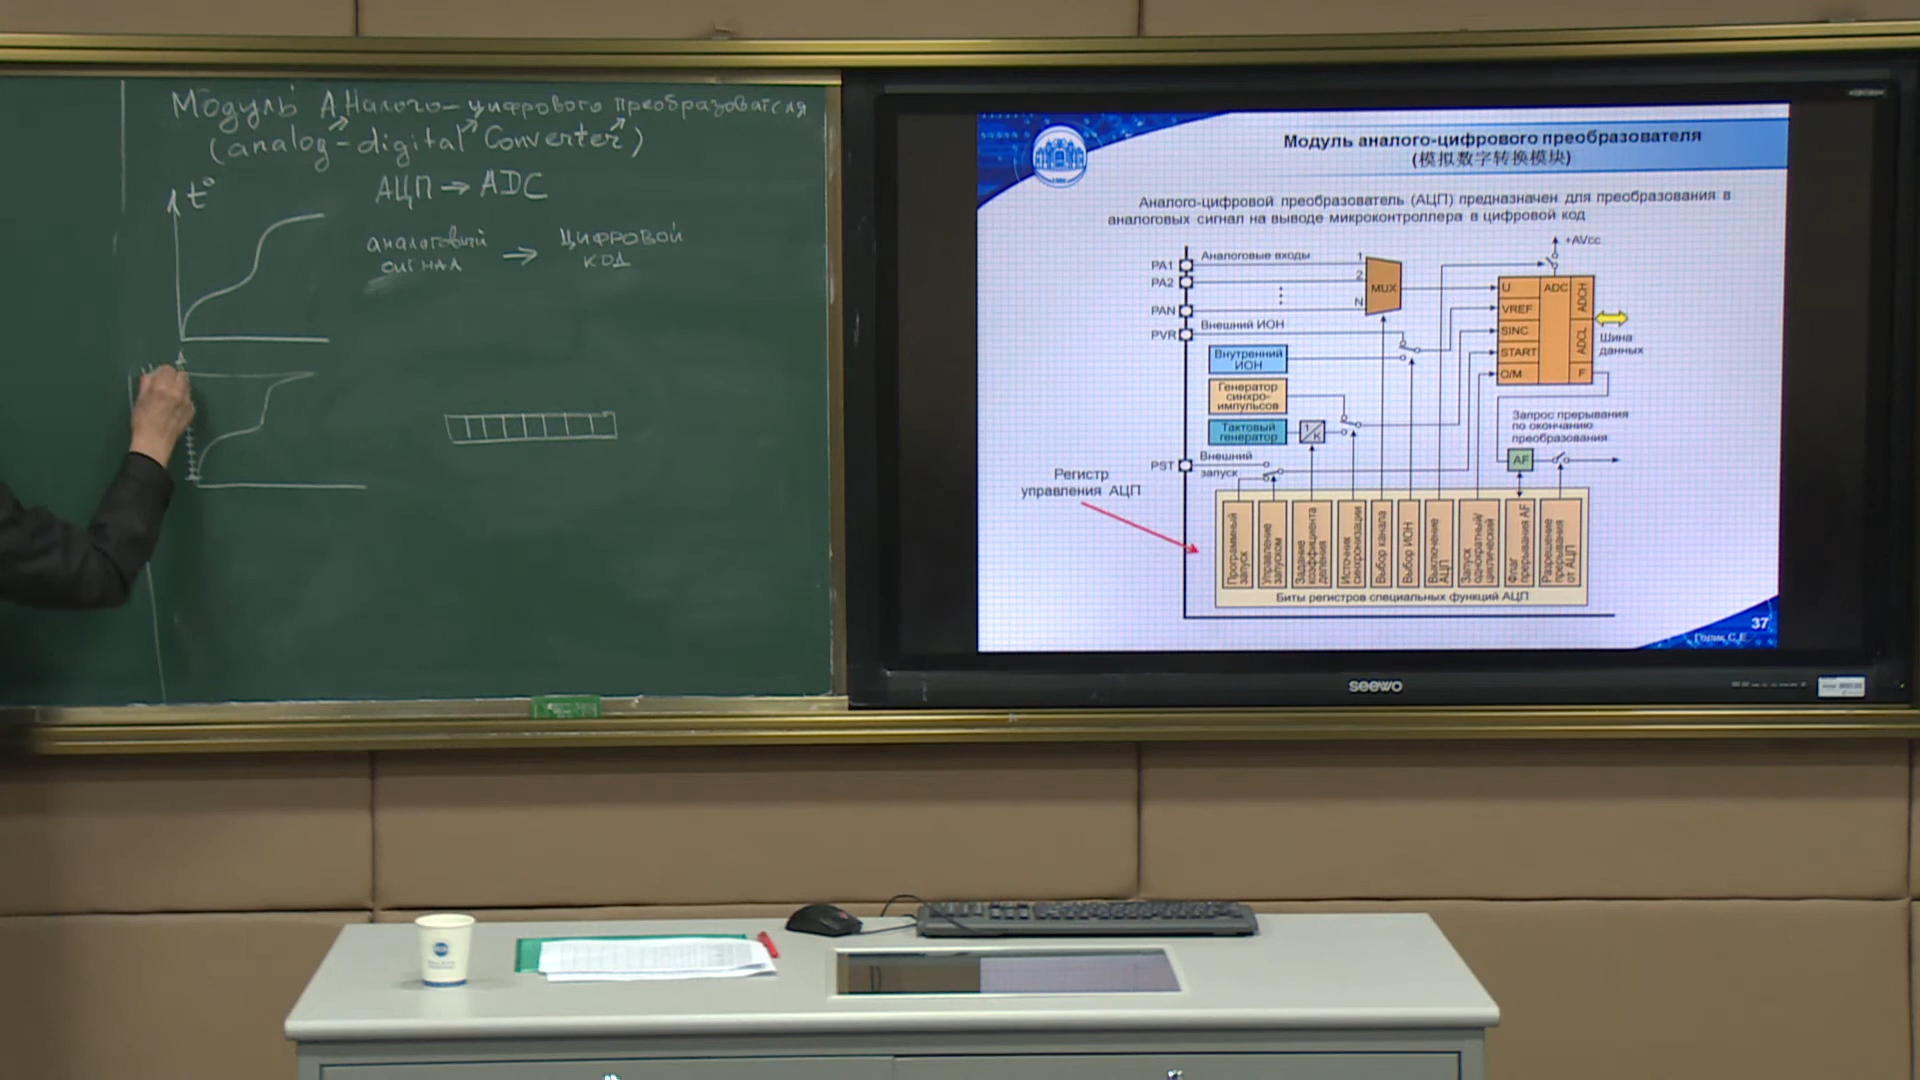 Модуль Аналого-цифрового преобразователя
(analog-digital Converter)
t°
АЦП → ADC
аналоговый → ЦИФРОВОЙ
СИГНАЛ КОД
Модуль аналого-цифрового преобразователя
(模拟数字转换模块)
Аналого-цифровой преобразователь (АЦП) предназначен для преобразования в
аналоговых сигнал на выводе микроконтроллера в цифровой код
+AVcc
PA1
PA2
PAN
PVR
PST
Аналоговые входы
1
2
N
MUX
Внешний ИОН
Внутренний
ИОН
Генератор
синхро-
импульсов
Тактовый
генератор
1/K
Внешний
запуск
U
VREF
SINC
START
O/M
ADC
ADCH
ADCL
F
Шина
данных
Запрос прерывания
по окончанию
преобразования
AF
Регистр
управления АЦП
Программный
запуск
Управление
запуском
Задание
коэффициента
деления
Источник
синхронизации
Выбор канала
Выбор ИОН
Выключение
АЦП
Запуск
однократный/
циклический
Флаг
прерывания AF
Разрешение
прерывания
от АЦП
Биты регистров специальных функций АЦП
37
Голик С.Е.
seewo